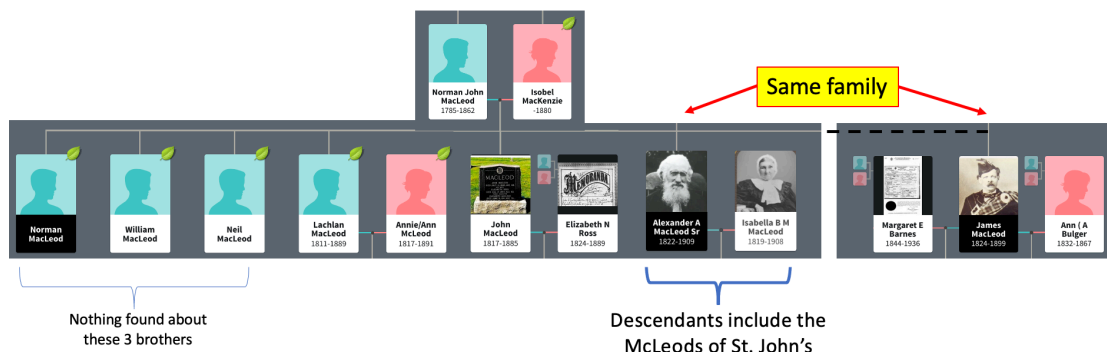 Norman John
MacLeod
1785-1862
Isobel
MacKenzie
-1880
Same family
Norman
MacLeod
William
MacLeod
Neil
MacLeod
Lachlan
MacLeod
1811-1889
Annie/Ann
McLeod
1817-1891
MACLEOD
John
MacLeod
1817-1885
Memoranda
Elizabeth N
Ross
1824-1889
Alexander A
MacLeod Sr
1822-1909
Isabella B M
MacLeod
1819-1908
Margaret E
Barnes
1844-1936
James
MacLeod
1824-1899
Ann ( A
Bulger
1832-1867
Nothing found about
these 3 brothers
Descendants include the
McLeods of St. John's